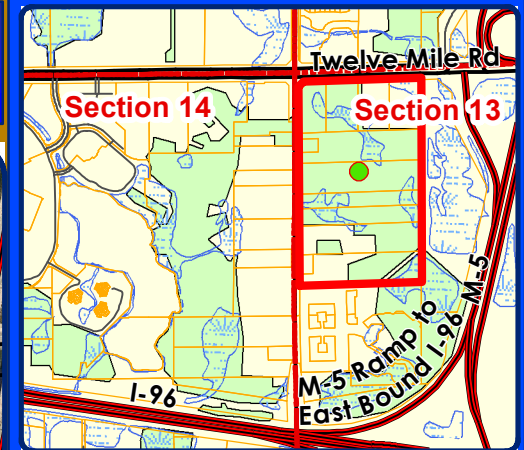 Twelve Mile Rd
Section 14
Section 13
M-5
M-5 Ramp to
East Bound I-96
I-96